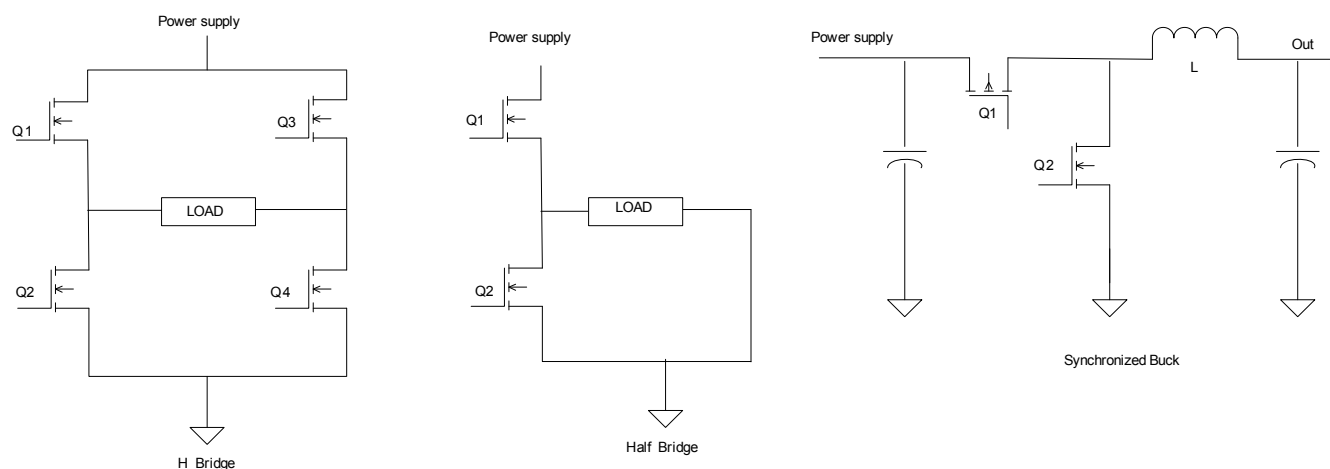 Power supply
Q1
Q3
LOAD
Q2
Q4
H Bridge
Power supply
Q1
LOAD
Q2
Half Bridge
Power supply
L
Out
Q1
Q2
Synchronized Buck